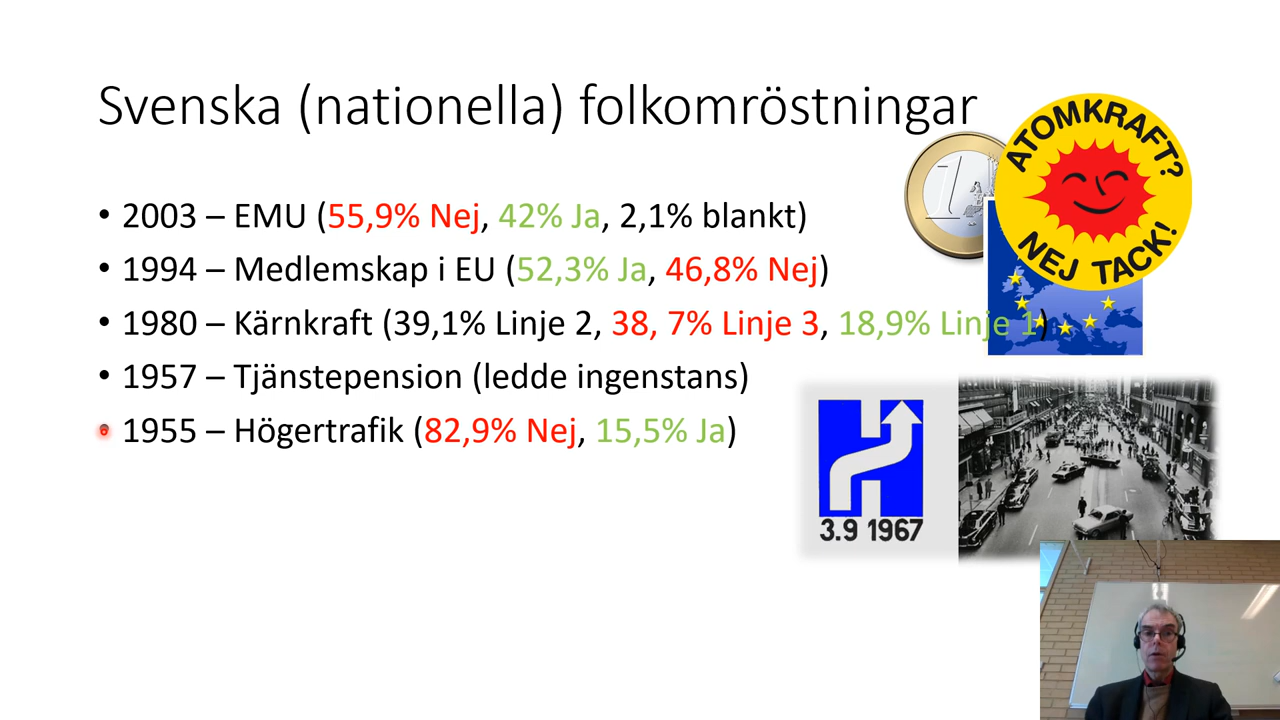 Svenska (nationella) folkomröstningar
• 2003 – EMU (55,9% Nej, 42% Ja, 2,1% blankt)
• 1994 – Medlemskap i EU (52,3% Ja, 46,8% Nej)
• 1980 – Kärnkraft (39,1% Linje 2, 38, 7% Linje 3, 18,9% Linje 1)
• 1957 – Tjänstepension (ledde ingenstans)
• 1955 – Högertrafik (82,9% Nej, 15,5% Ja)
1
ATOMKRAFT?
NEJ TACK!
3.9 1967